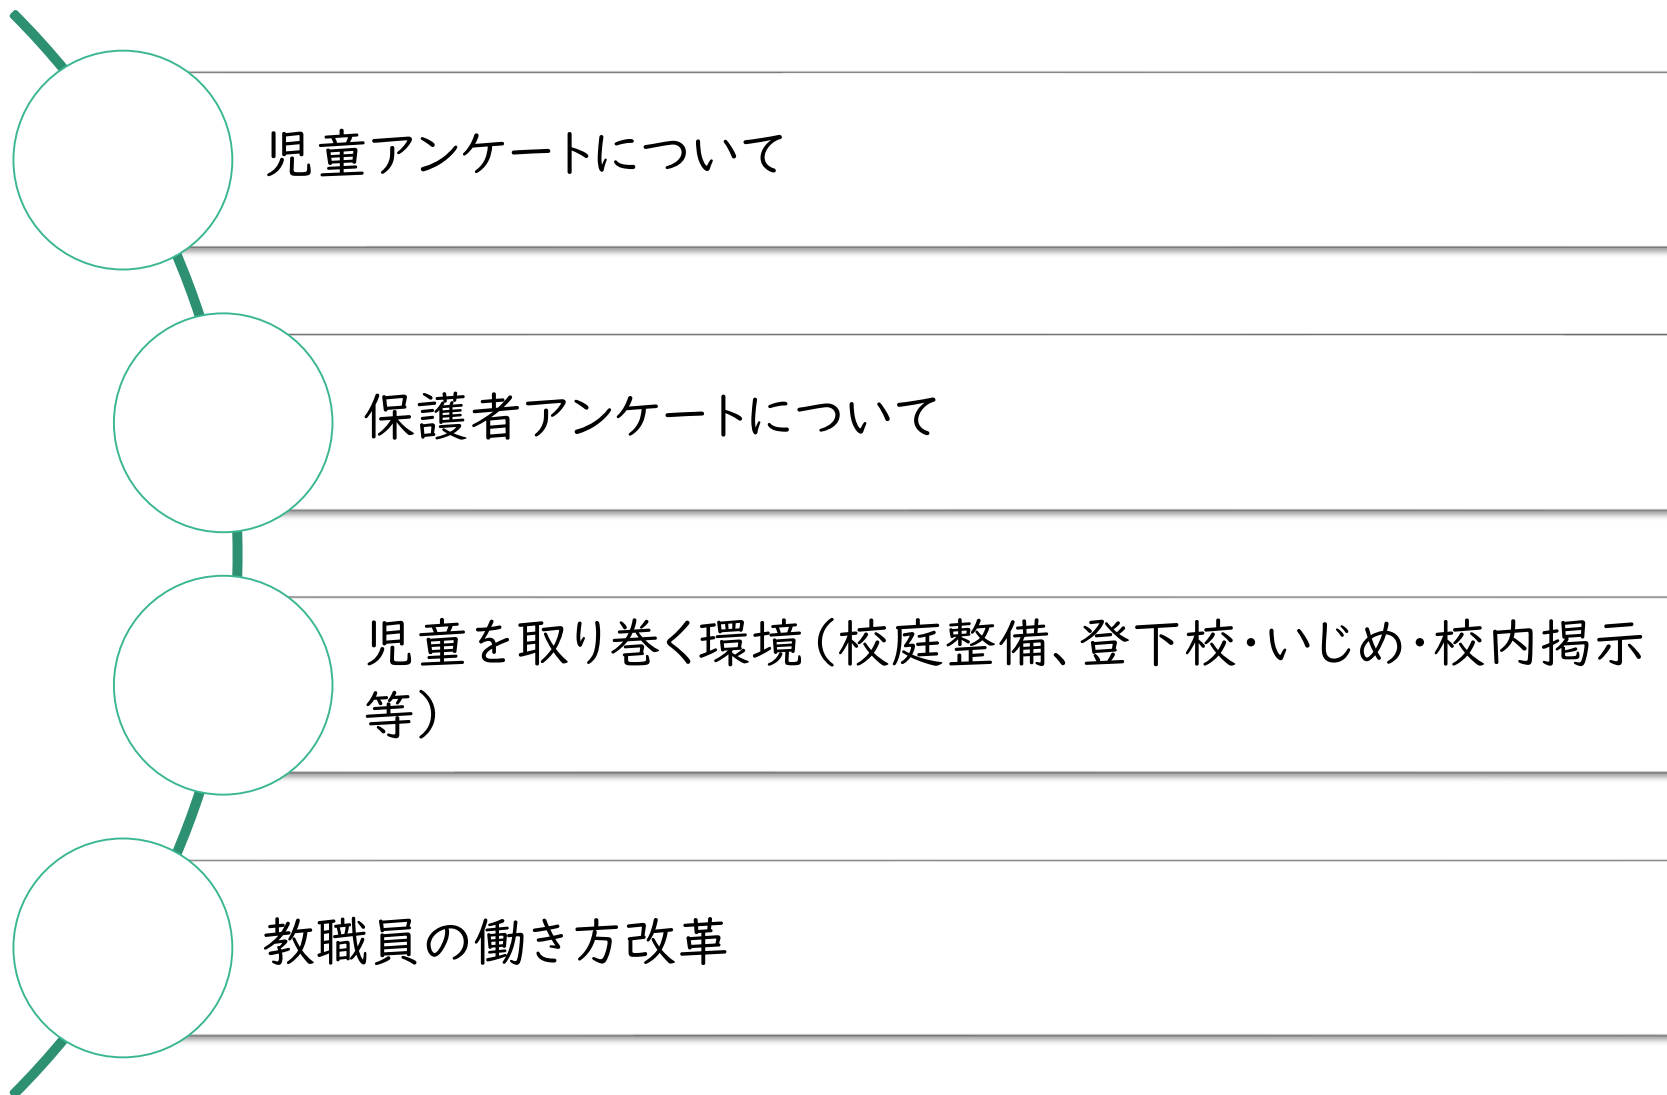 児童アンケートについて
保護者アンケートについて
児童を取り巻く環境（校庭整備、登下校・いじめ・校内掲示
等）
教職員の働き方改革